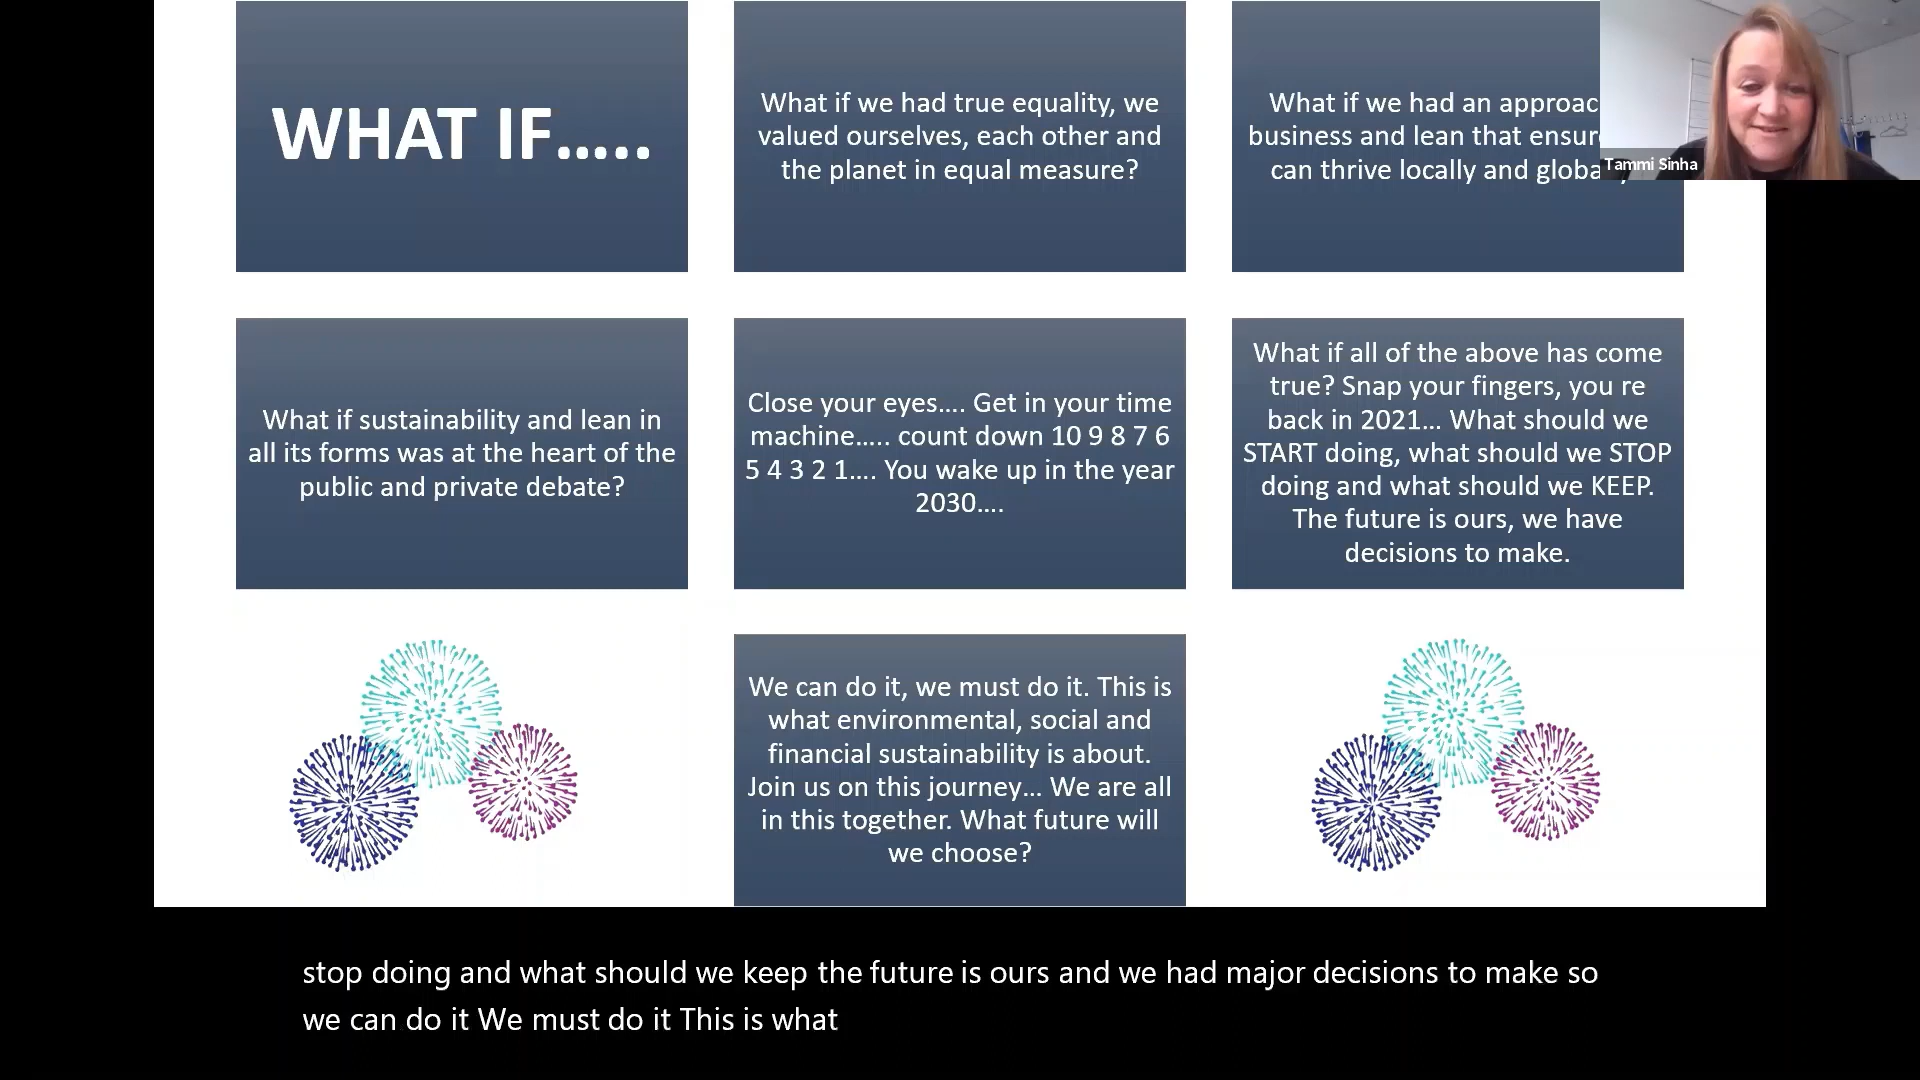 WHAT IF.....
What if we had true equality, we
valued ourselves, each other and
the planet in equal measure?
What if we had an
business and lean that
can thrive locally and
Tammi Sinha
What if sustainability and lean in
all its forms was at the heart of the
public and private debate?
Close your eyes.... Get in your time
machine..... count down 10 9 8 7 6
5 4 3 2 1.... You wake up in the year
2030....
What if all of the above has come
true? Snap your fingers, you re
back in 2021... What should we
START doing, what should we STOP
doing and what should we KEEP.
The future is ours, we have
decisions to make.
We can do it, we must do it. This is
what environmental, social and
financial sustainability is about.
Join us on this journey... We are all
in this together. What future will
we choose?
stop doing and what should we keep the future is ours and we had major decisions to make so
we can do it We must do it This is what